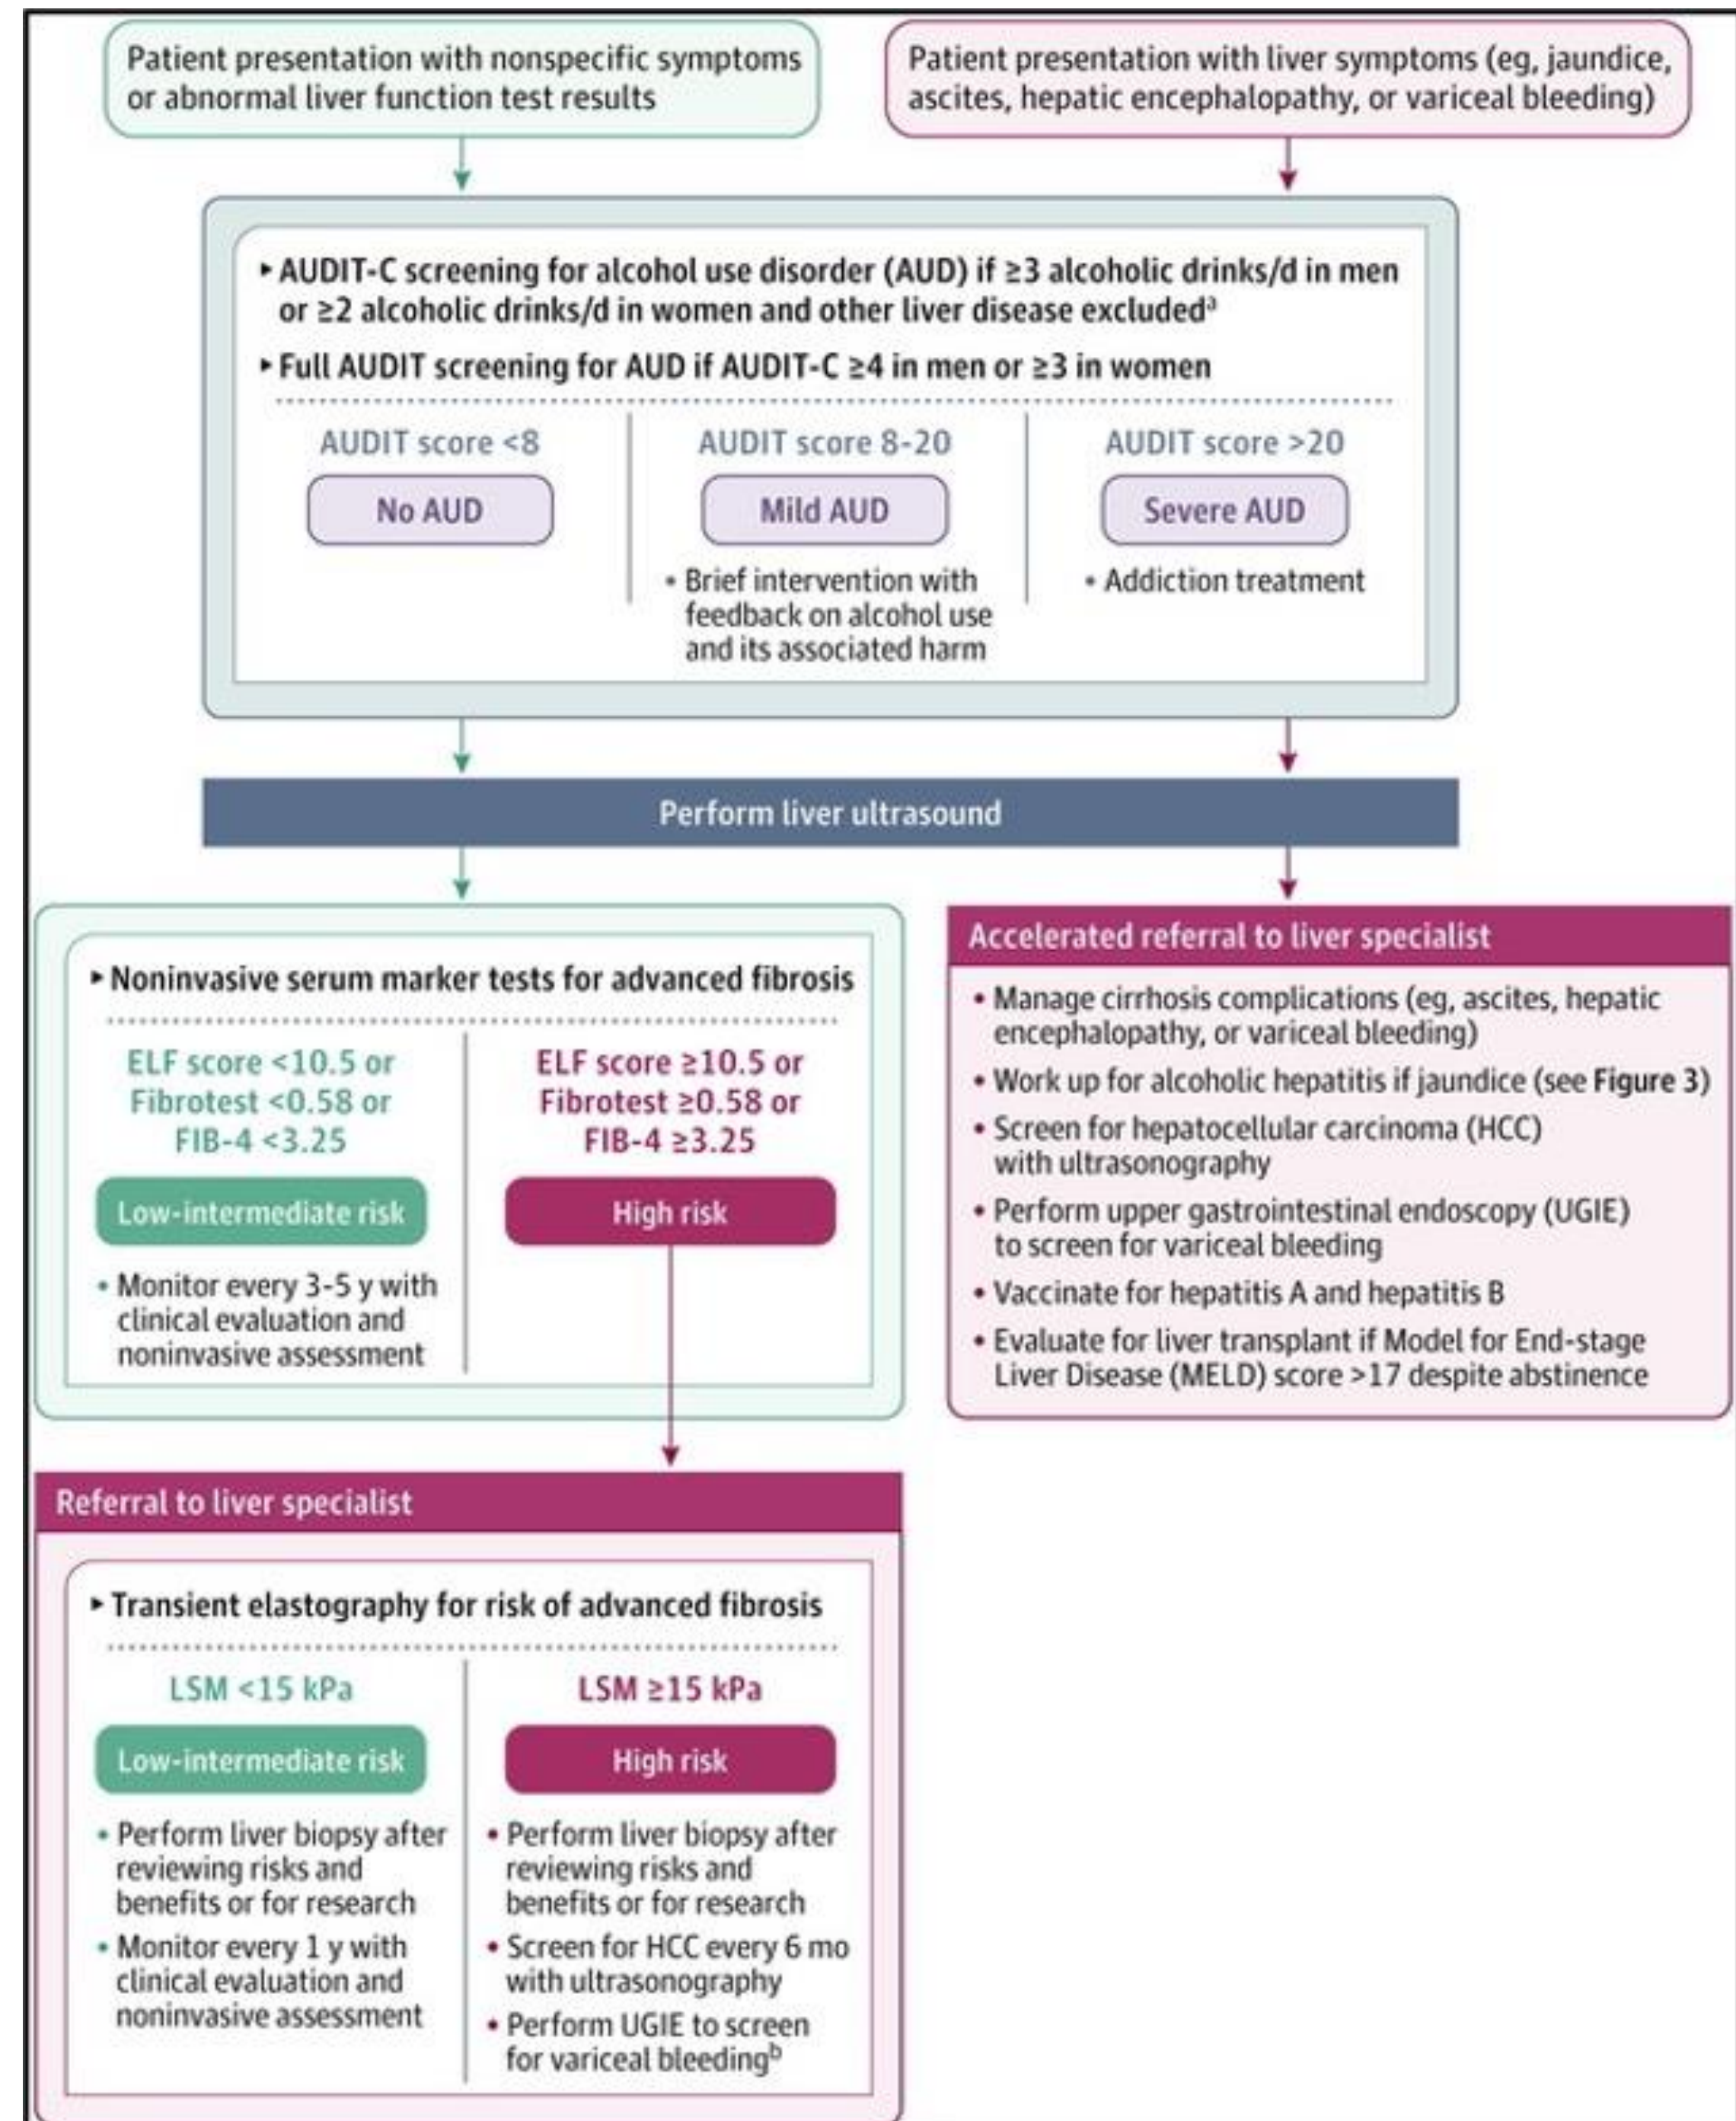 Patient presentation with nonspecific symptoms
or abnormal liver function test results
Patient presentation with liver symptoms (eg, jaundice,
ascites, hepatic encephalopathy, or variceal bleeding)
▸ AUDIT-C screening for alcohol use disorder (AUD) if ≥3 alcoholic drinks/d in men
or ≥2 alcoholic drinks/d in women and other liver disease excludedᵃ
▸ Full AUDIT screening for AUD if AUDIT-C ≥4 in men or ≥3 in women
AUDIT score <8
No AUD
AUDIT score 8-20
Mild AUD
• Brief intervention with
feedback on alcohol use
and its associated harm
AUDIT score >20
Severe AUD
• Addiction treatment
Perform liver ultrasound
▸ Noninvasive serum marker tests for advanced fibrosis
ELF score <10.5 or
Fibrotest <0.58 or
FIB-4 <3.25
Low-intermediate risk
• Monitor every 3-5 y with
clinical evaluation and
noninvasive assessment
ELF score ≥10.5 or
Fibrotest ≥0.58 or
FIB-4 ≥3.25
High risk
Accelerated referral to liver specialist
• Manage cirrhosis complications (eg, ascites, hepatic
encephalopathy, or variceal bleeding)
• Work up for alcoholic hepatitis if jaundice (see Figure 3)
• Screen for hepatocellular carcinoma (HCC)
with ultrasonography
• Perform upper gastrointestinal endoscopy (UGIE)
to screen for variceal bleeding
• Vaccinate for hepatitis A and hepatitis B
• Evaluate for liver transplant if Model for End-stage
Liver Disease (MELD) score >17 despite abstinence
Referral to liver specialist
▸ Transient elastography for risk of advanced fibrosis
LSM <15 kPa
Low-intermediate risk
• Perform liver biopsy after
reviewing risks and
benefits or for research
• Monitor every 1 y with
clinical evaluation and
noninvasive assessment
LSM ≥15 kPa
High risk
• Perform liver biopsy after
reviewing risks and
benefits or for research
• Screen for HCC every 6 mo
with ultrasonography
• Perform UGIE to screen
for variceal bleedingᵇ